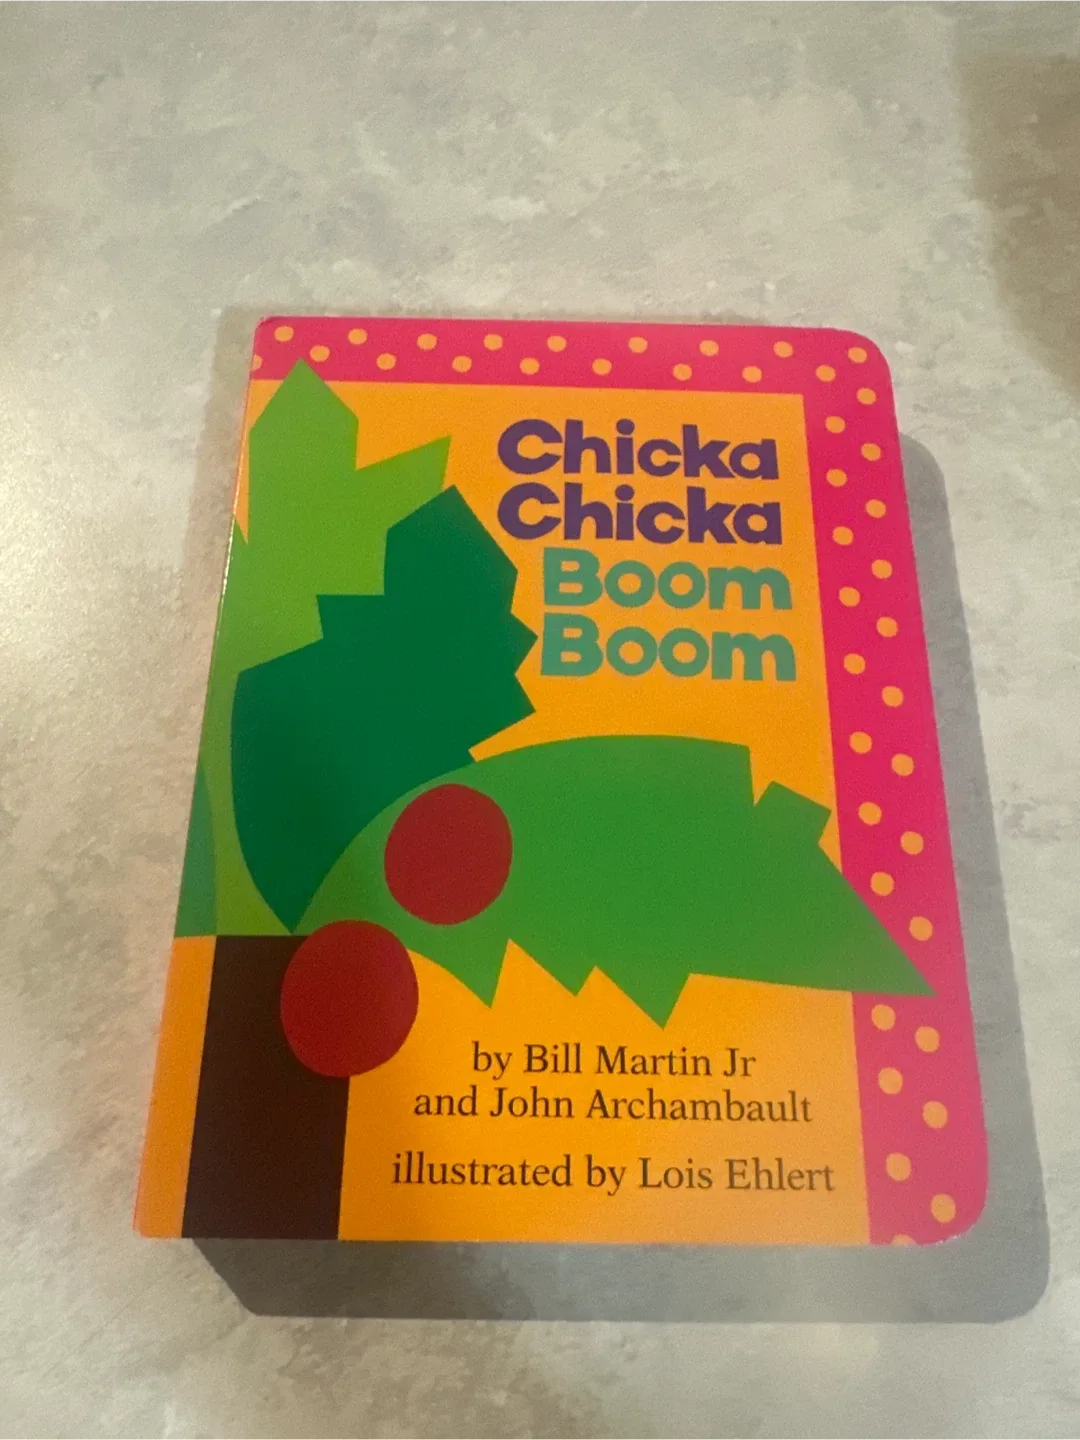 Chicka
Chicka
Boom
Boom
by Bill Martin Jr
and John Archambault
illustrated by Lois Ehlert